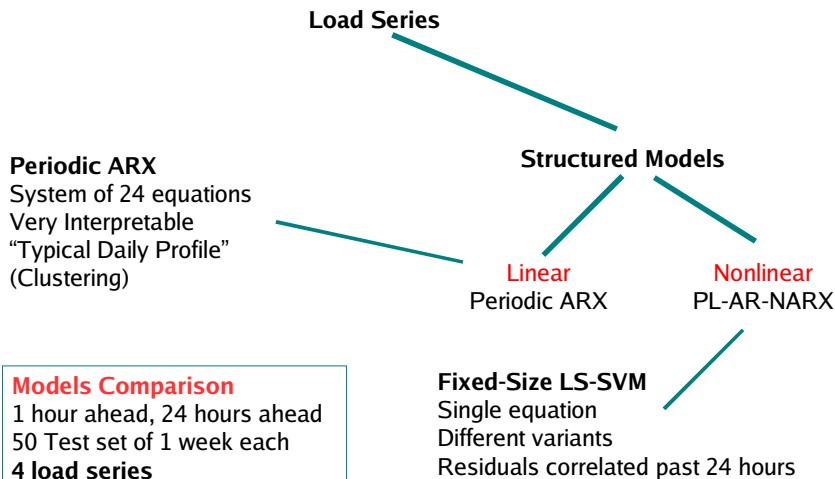 Load Series
Structured Models
Periodic ARX
System of 24 equations
Very Interpretable
“Typical Daily Profile”
(Clustering)
Linear
Periodic ARX
Nonlinear
PL-AR-NARX
Models Comparison
1 hour ahead, 24 hours ahead
50 Test set of 1 week each
4 load series
Fixed-Size LS-SVM
Single equation
Different variants
Residuals correlated past 24 hours